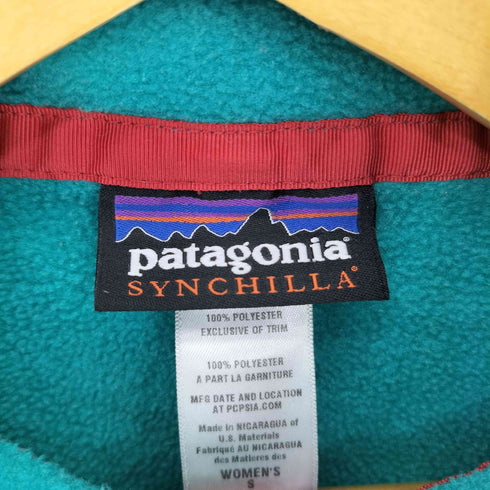 patagonia®
SYNCHILLA®
100% POLYESTER
EXCLUSIVE OF TRIM
100% POLYESTER
A PART LA GARNITURE
MFG DATE AND LOCATION
AT PCPSIA.COM
Made in NICARAGUA of
U.S. Materials
Fabriqué AU NICARAGUA
des Matieres des
WOMEN'S
S